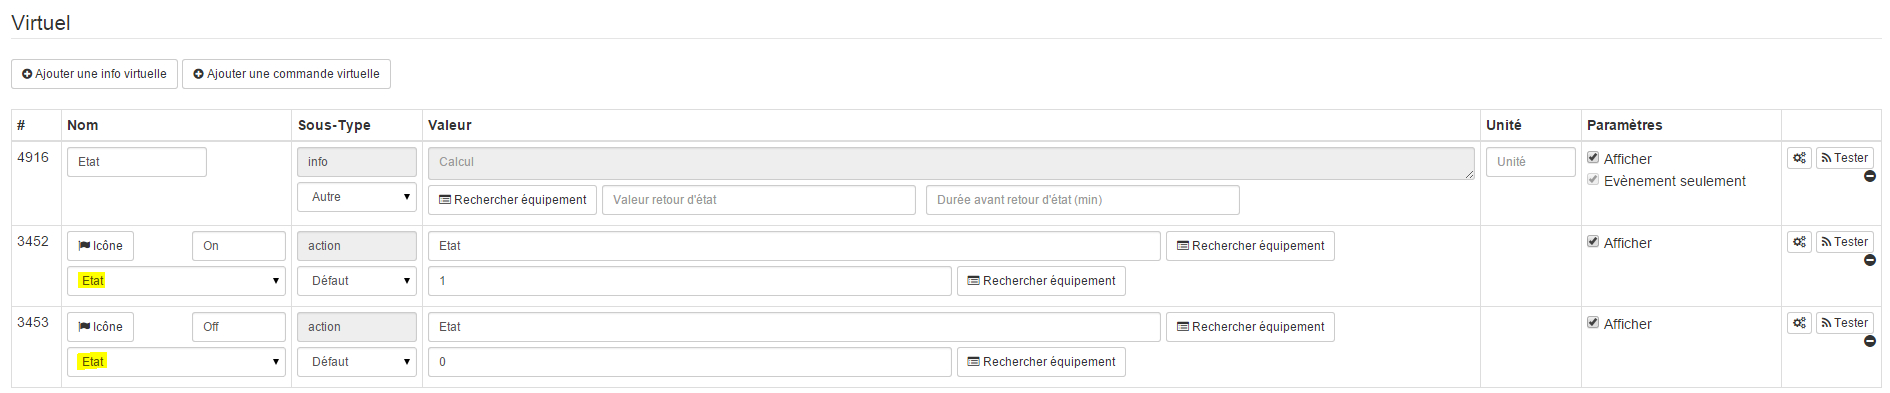 Virtuel
Ajouter une info virtuelle Ajouter une commande virtuelle
# Nom Sous-Type Valeur Unité Paramètres
4916 Etat info Calcul Unité Afficher Tester
Evènement seulement
Autre Rechercher équipement Valeur retour d'état Durée avant retour d'état (min)
3452 Icône On action Etat Rechercher équipement Afficher Tester
Etat Défaut 1 Rechercher équipement
3453 Icône Off action Etat Rechercher équipement Afficher Tester
Etat Défaut 0 Rechercher équipement